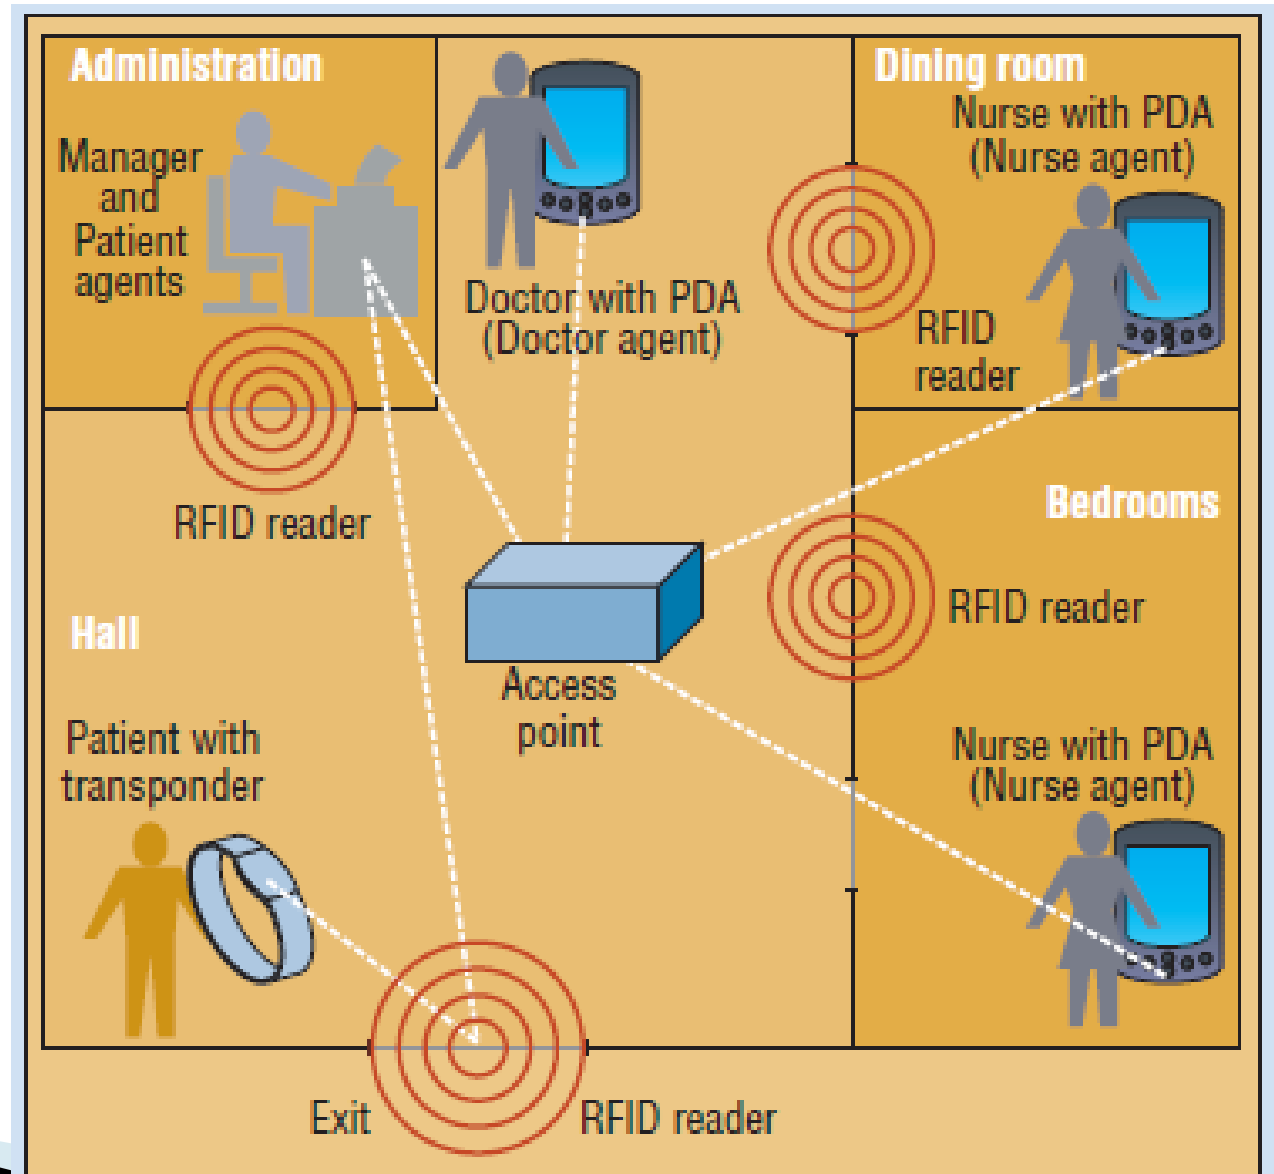 Administration
Manager
and
Patient
agents
RFID reader
Doctor with PDA
(Doctor agent)
Dining room
Nurse with PDA
(Nurse agent)
RFID
reader
Bedrooms
RFID reader
Hall
Access
point
Patient with
transponder
Nurse with PDA
(Nurse agent)
Exit
RFID reader